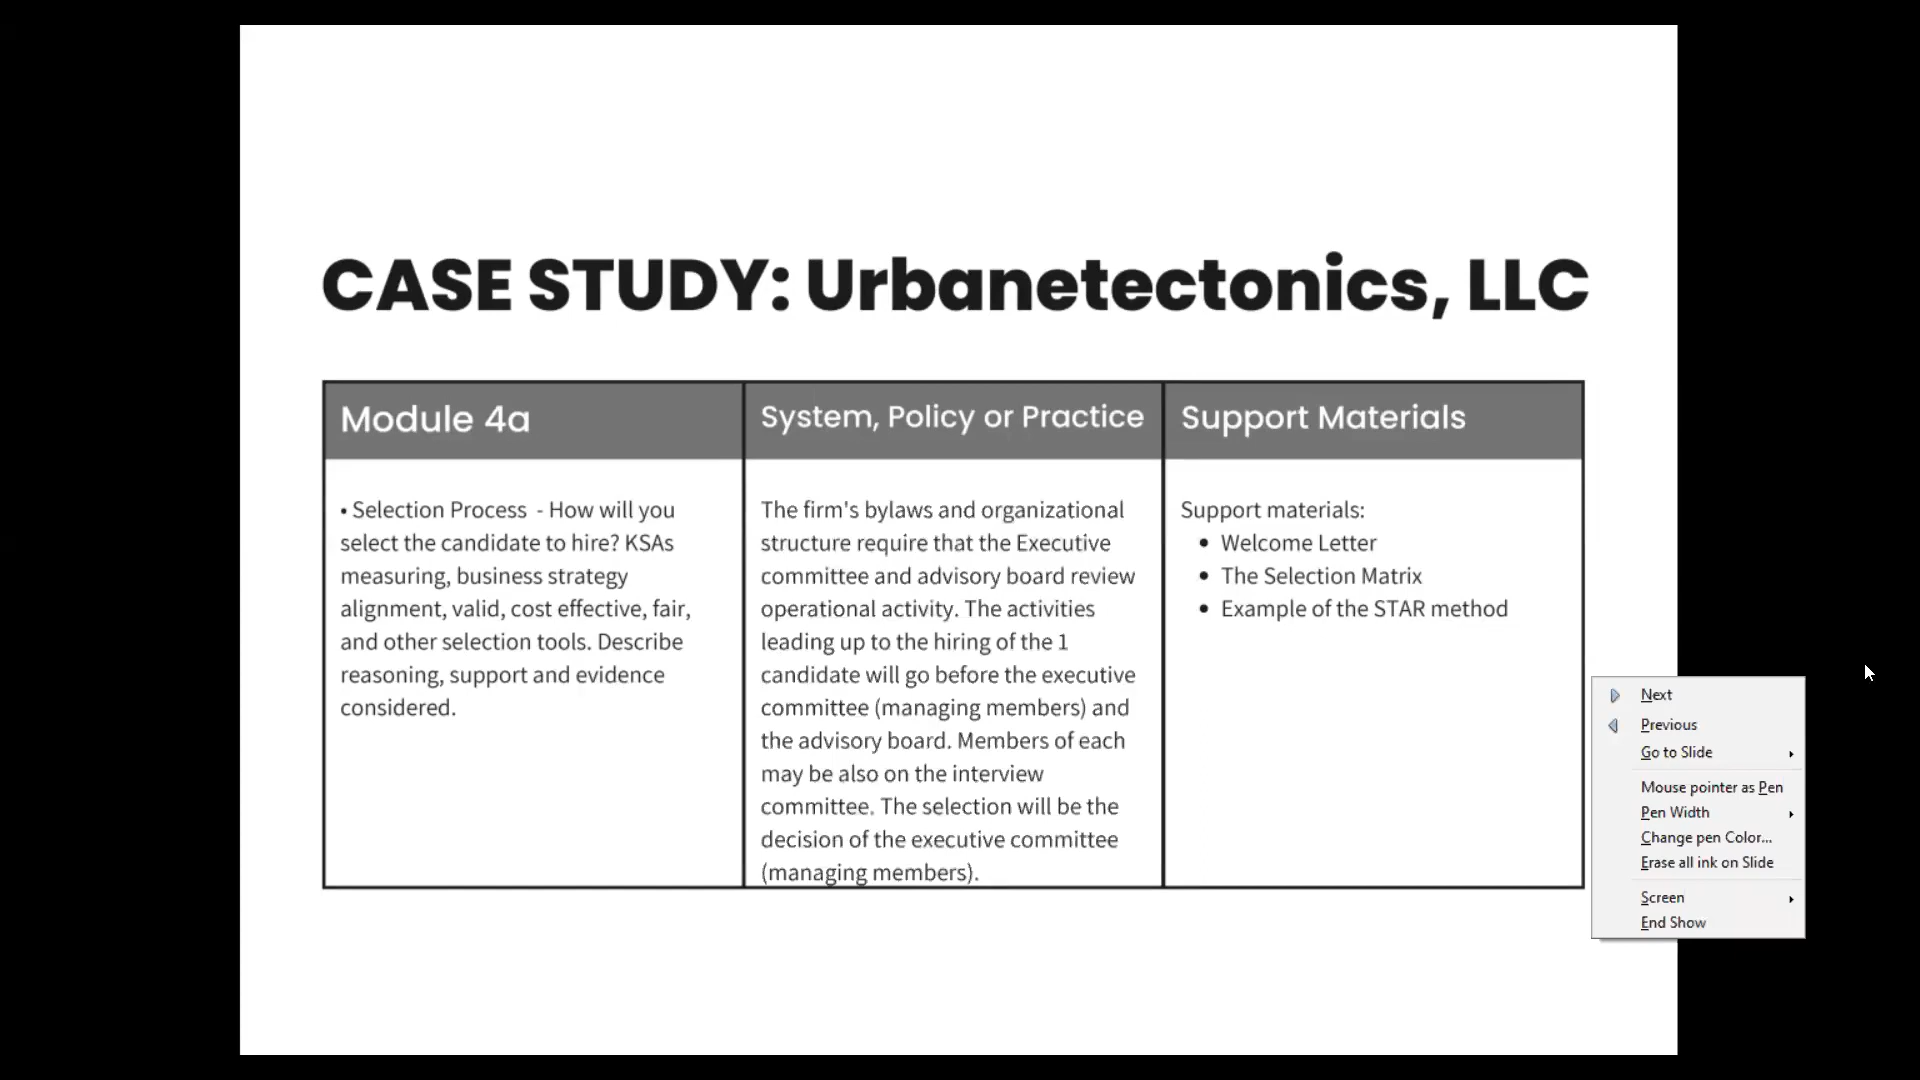 CASE STUDY: Urbanetectonics, LLC
Module 4a
• Selection Process - How will you
select the candidate to hire? KSAs
measuring, business strategy
alignment, valid, cost effective, fair,
and other selection tools. Describe
reasoning, support and evidence
considered.
System, Policy or Practice
The firm's bylaws and organizational
structure require that the Executive
committee and advisory board review
operational activity. The activities
leading up to the hiring of the 1
candidate will go before the executive
committee (managing members) and
the advisory board. Members of each
may be also on the interview
committee. The selection will be the
decision of the executive committee
(managing members).
Support Materials
Support materials:
• Welcome Letter
• The Selection Matrix
• Example of the STAR method
Next
Previous
Go to Slide
Mouse pointer as Pen
Pen Width
Change pen Color...
Erase all ink on Slide
Screen
End Show